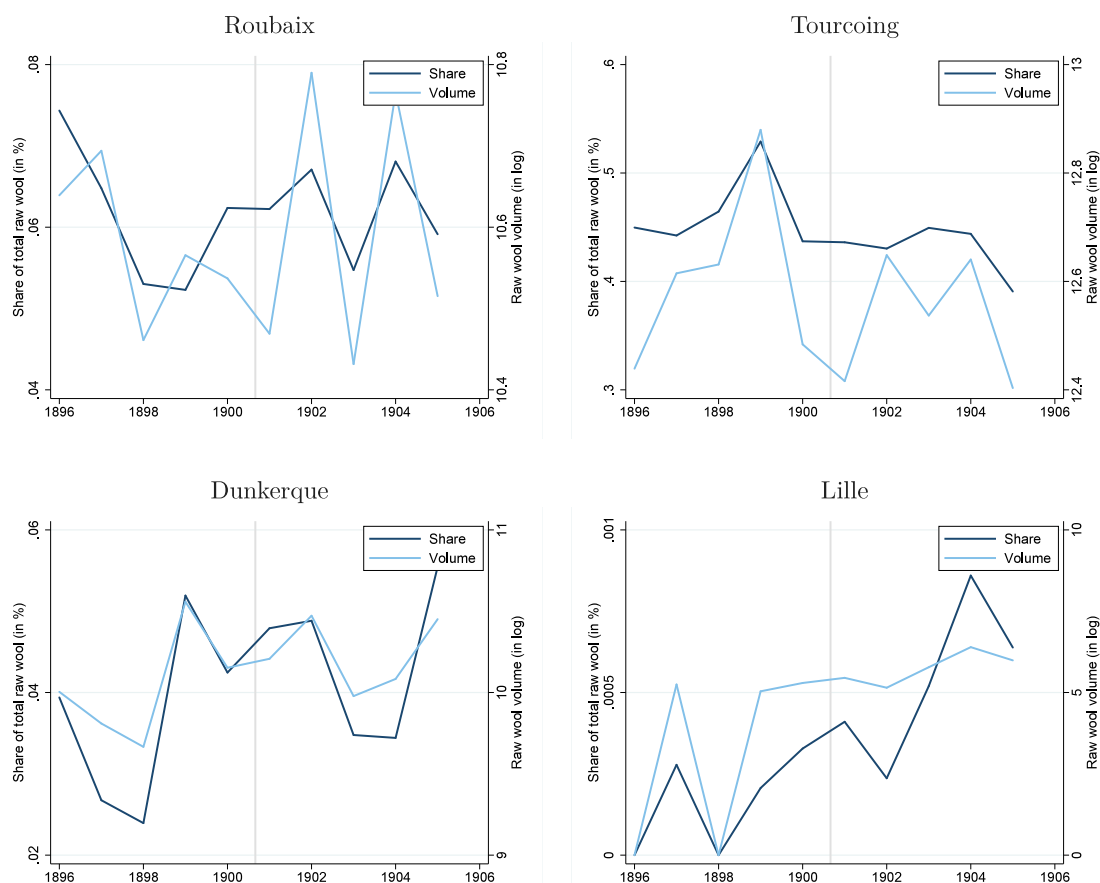 Roubaix
Share of total raw wool (in %)
.04
.06
.08
Raw wool volume (in log)
10.4
10.6
10.8
1896
1898
1900
1902
1904
1906
Share
Volume
Tourcoing
Share of total raw wool (in %)
.3
.4
.5
.6
Raw wool volume (in log)
12.4
12.6
12.8
13
1896
1898
1900
1902
1904
1906
Share
Volume
Dunkerque
Share of total raw wool (in %)
.02
.04
.06
Raw wool volume (in log)
9
10
11
1896
1898
1900
1902
1904
1906
Share
Volume
Lille
Share of total raw wool (in %)
0
.0005
.001
Raw wool volume (in log)
0
5
10
1896
1898
1900
1902
1904
1906
Share
Volume